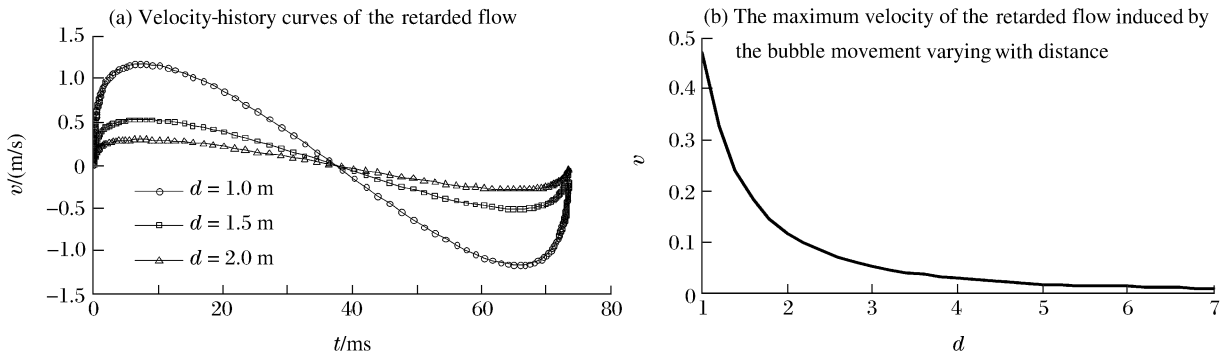 (a) Velocity-history curves of the retarded flow
1.5
1.0
0.5
0
−0.5
−1.0
−1.5
v/(m/s)
d = 1.0 m
d = 1.5 m
d = 2.0 m
0
20
40
60
80
t/ms
(b) The maximum velocity of the retarded flow induced by
the bubble movement varying with distance
0.5
0.4
0.3
0.2
0.1
0
v
1
2
3
4
5
6
7
d